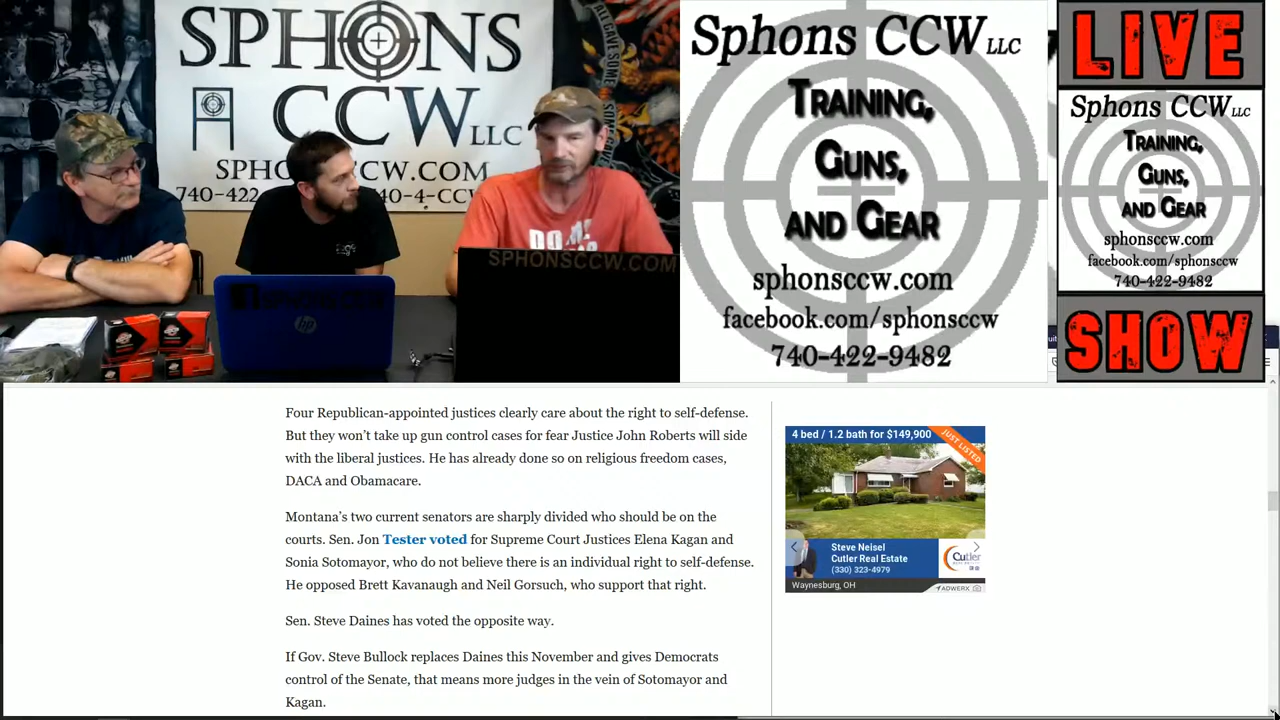 SPHONS
CCW LLC
SPHONSCCW.COM
740-422
740-4-CCW
ALL GAVE SOME
SPHONSCCW.COM
SPHONS CCW
hp
Sphons CCW LLC
TRAINING,
GUNS,
AND GEAR
sphonsccw.com
facebook.com/sphonsccw
740-422-9482
LIVE
Sphons CCW LLC
TRAINING,
GUNS,
AND GEAR
sphonsccw.com
facebook.com/sphonsccw
740-422-9482
SHOW
Four Republican-appointed justices clearly care about the right to self-defense.
But they won't take up gun control cases for fear Justice John Roberts will side
with the liberal justices. He has already done so on religious freedom cases,
DACA and Obamacare.
Montana's two current senators are sharply divided who should be on the
courts. Sen. Jon Tester voted for Supreme Court Justices Elena Kagan and
Sonia Sotomayor, who do not believe there is an individual right to self-defense.
He opposed Brett Kavanaugh and Neil Gorsuch, who support that right.
Sen. Steve Daines has voted the opposite way.
If Gov. Steve Bullock replaces Daines this November and gives Democrats
control of the Senate, that means more judges in the vein of Sotomayor and
Kagan.
4 bed / 1.2 bath for $149,900
JUST LISTED
Steve Neisel
Cutler Real Estate
(330) 323-4979
Cutler
Waynesburg, OH
ADWERX